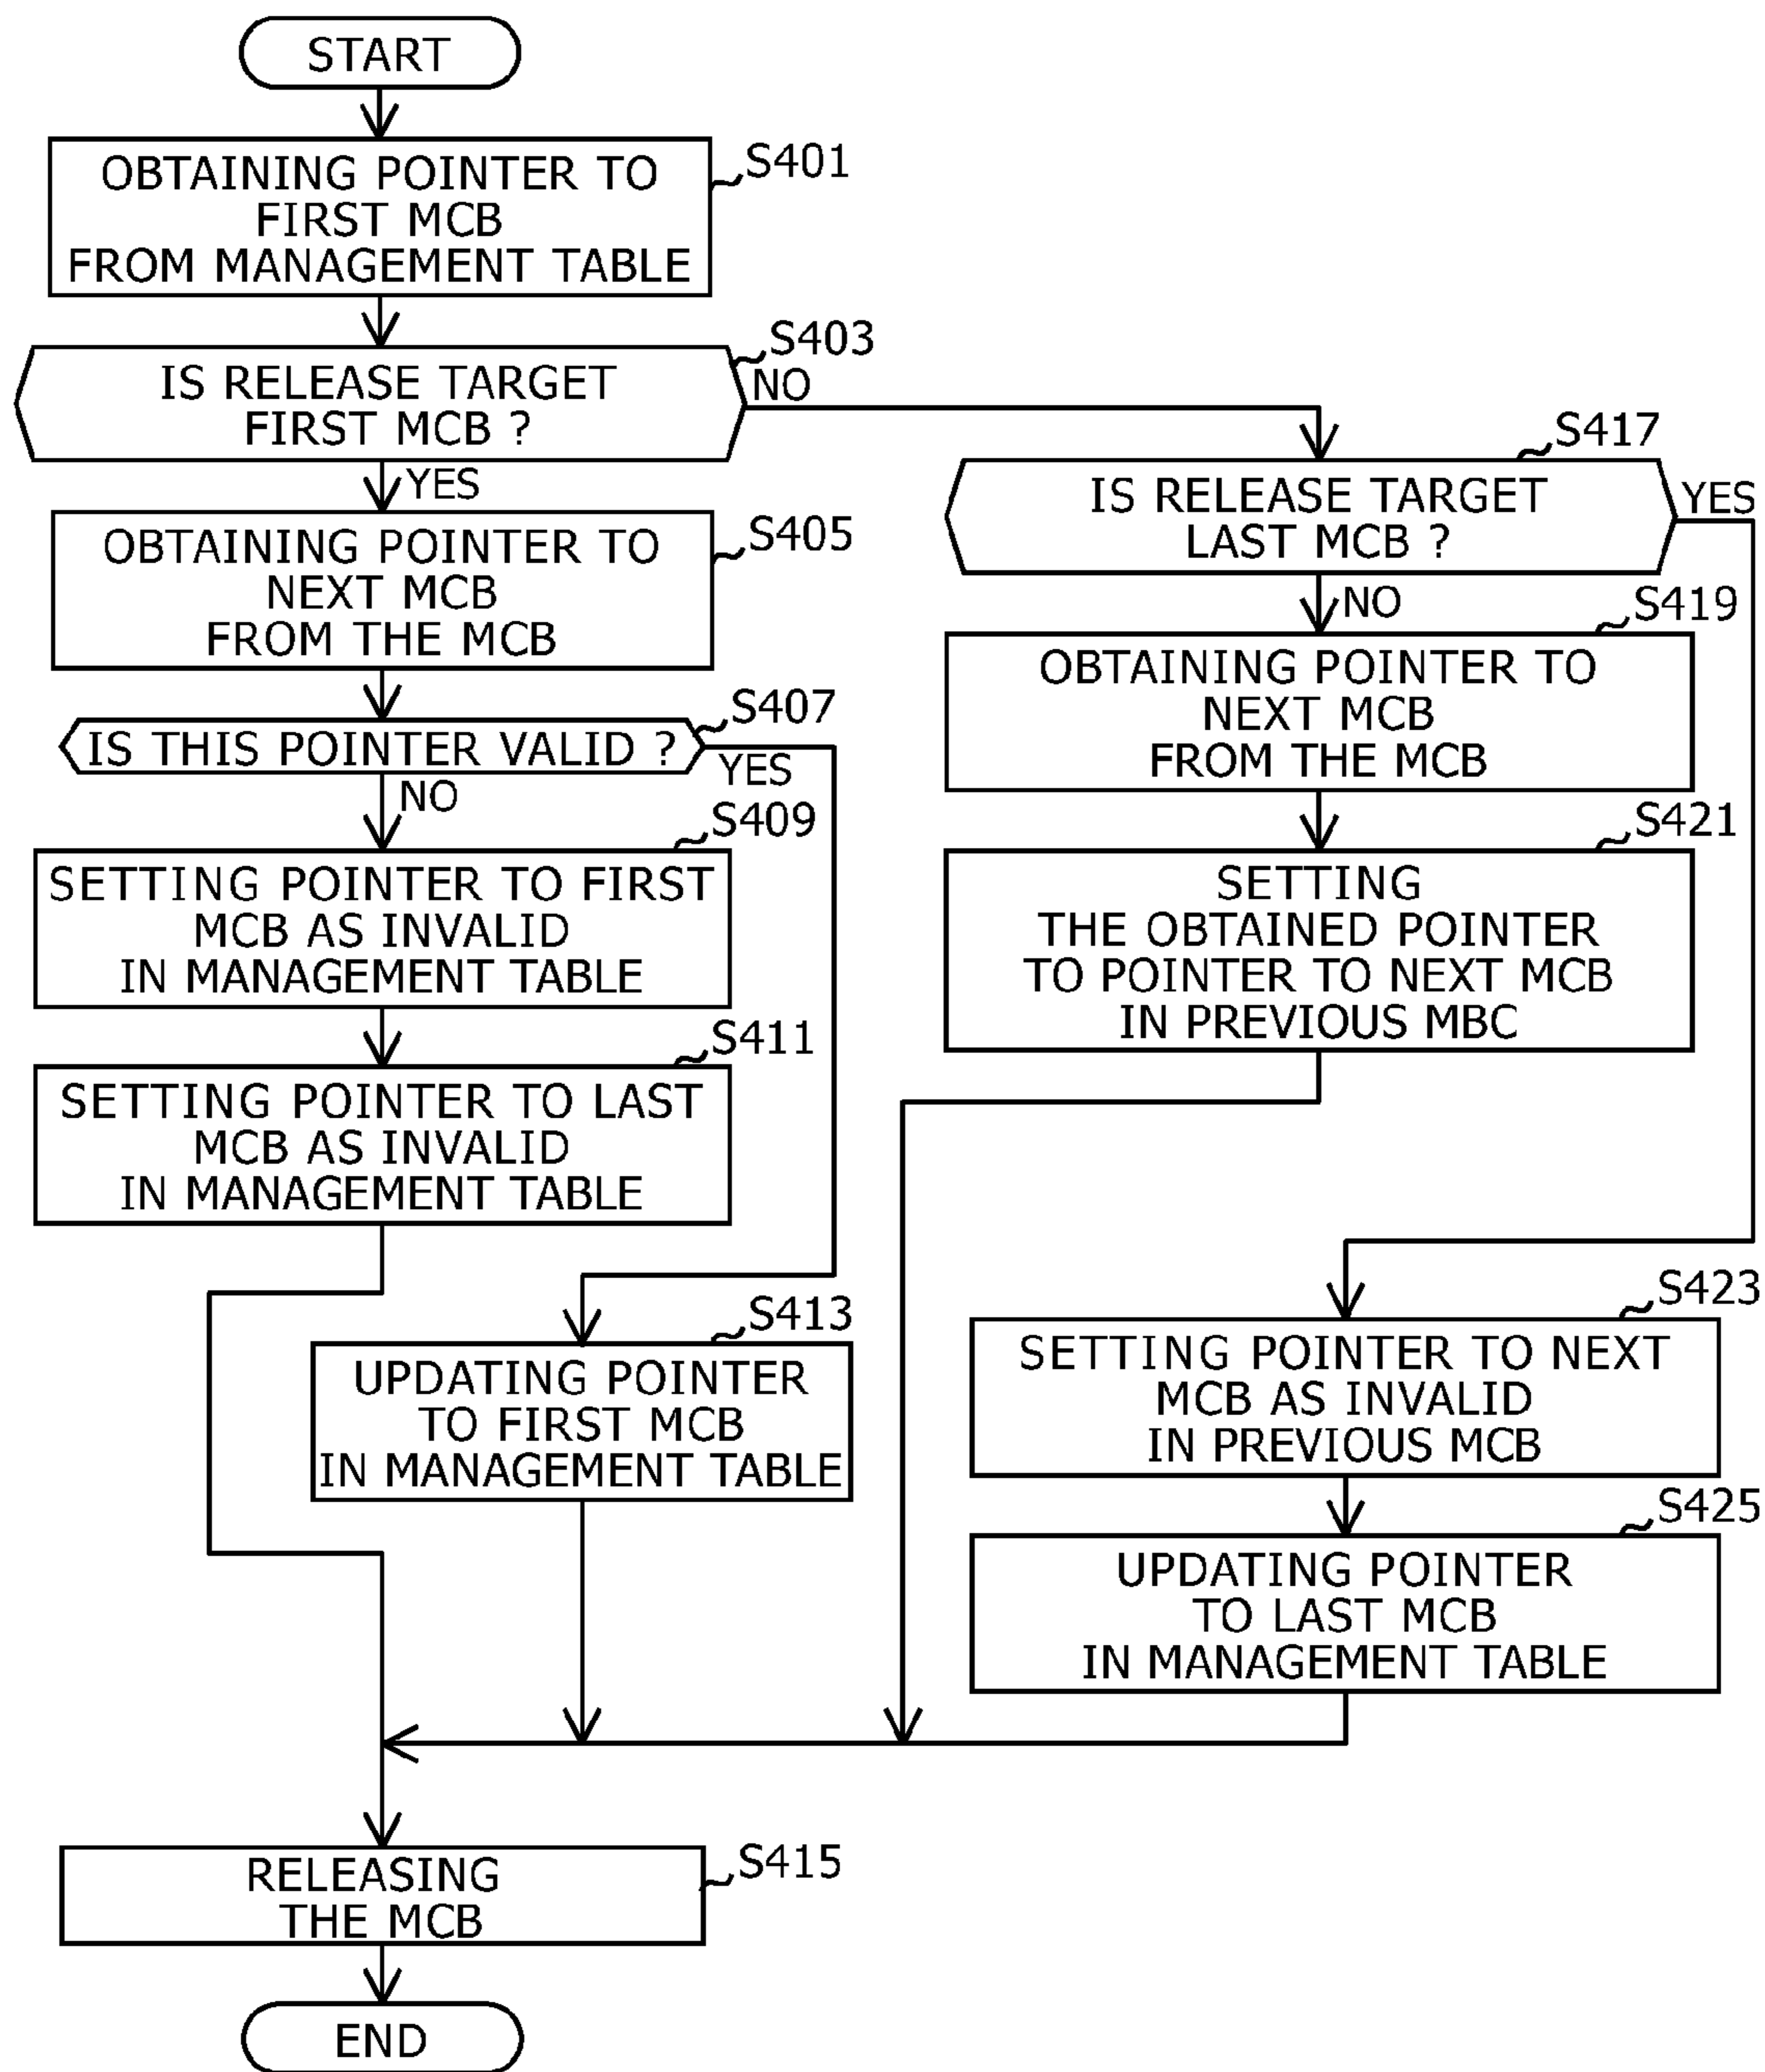 START
S401
OBTAINING POINTER TO
FIRST MCB
FROM MANAGEMENT TABLE
S403
IS RELEASE TARGET
FIRST MCB ?
NO
YES
S405
OBTAINING POINTER TO
NEXT MCB
FROM THE MCB
S407
IS THIS POINTER VALID ?
YES
NO
S409
SETTING POINTER TO FIRST
MCB AS INVALID
IN MANAGEMENT TABLE
S411
SETTING POINTER TO LAST
MCB AS INVALID
IN MANAGEMENT TABLE
S413
UPDATING POINTER
TO FIRST MCB
IN MANAGEMENT TABLE
S417
IS RELEASE TARGET
LAST MCB ?
YES
NO
S419
OBTAINING POINTER TO
NEXT MCB
FROM THE MCB
S421
SETTING
THE OBTAINED POINTER
TO POINTER TO NEXT MCB
IN PREVIOUS MBC
S423
SETTING POINTER TO NEXT
MCB AS INVALID
IN PREVIOUS MCB
S425
UPDATING POINTER
TO LAST MCB
IN MANAGEMENT TABLE
S415
RELEASING
THE MCB
END